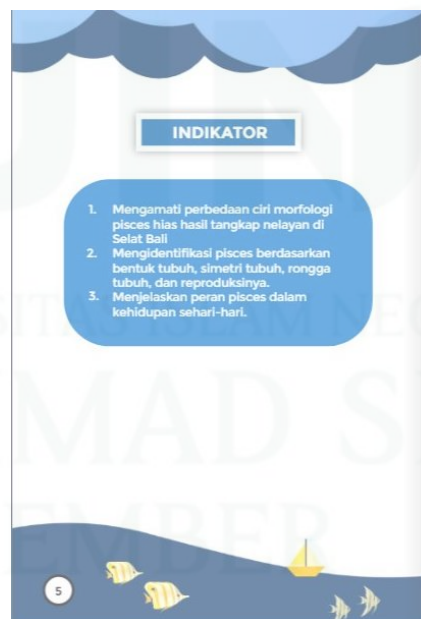 INDIKATOR
1. Mengamati perbedaan ciri morfologi
pisces hias hasil tangkap nelayan di
Selat Bali
2. Mengidentifikasi pisces berdasarkan
bentuk tubuh, simetri tubuh, rongga
tubuh, dan reproduksinya.
3. Menjelaskan peran pisces dalam
kehidupan sehari-hari.
5